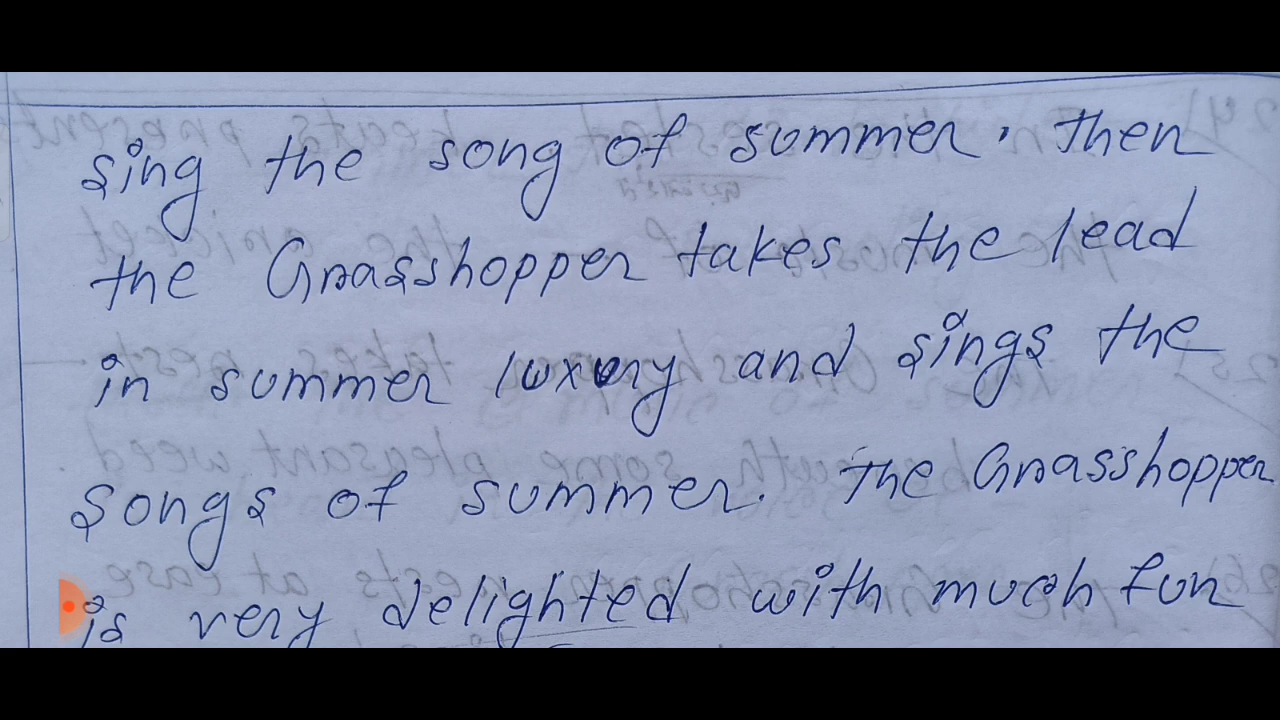 sing the song of summer. Then
the Grasshopper takes the lead
in summer luxury and sings the
songs of summer. The Grasshopper
is very delighted with much fun